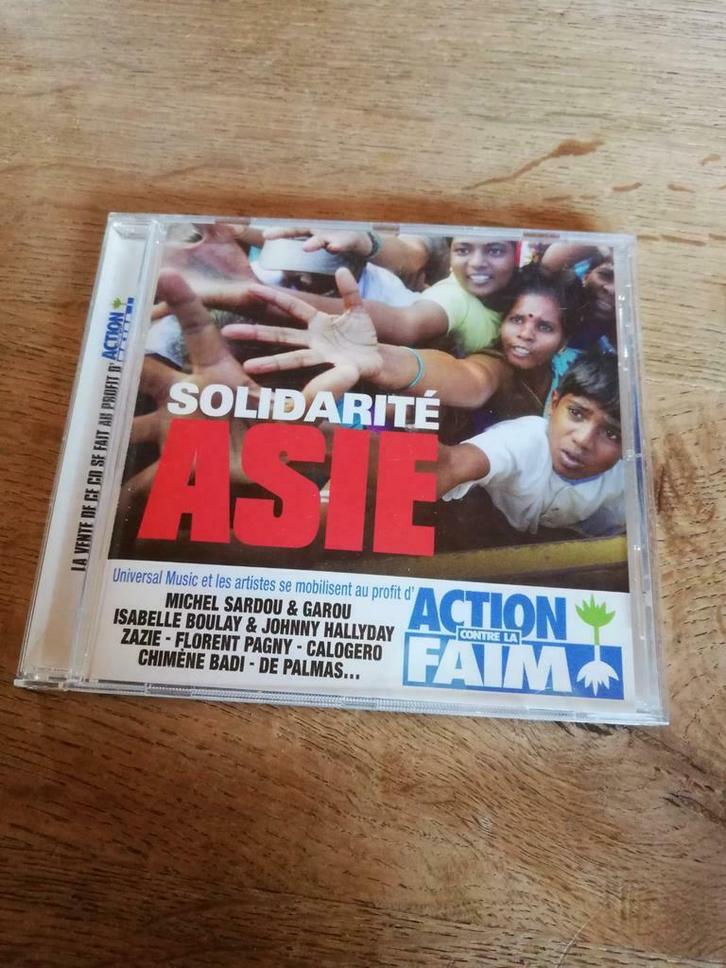 LA VENTE DE CE CD SE FAIT AU PROFIT D'ACTION
SOLIDARITÉ
ASIE
Universal Music et les artistes se mobilisent au profit d'
MICHEL SARDOU & GAROU
ISABELLE BOULAY & JOHNNY HALLYDAY
ZAZIE - FLORENT PAGNY - CALOGERO
CHIMÈNE BADI - DE PALMAS...
ACTION
CONTRE LA
FAIM